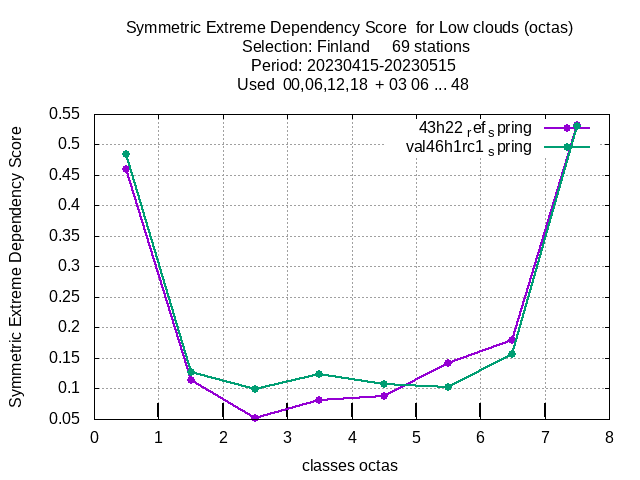 Symmetric Extreme Dependency Score  for Low clouds (octas)
Selection: Finland     69 stations
Period: 20230415-20230515
Used  00,06,12,18  + 03 06 ... 48
43h22 ref spring
val46h1rc1 spring
0.55
0.5
0.45
0.4
0.35
0.3
0.25
0.2
0.15
0.1
0.05
Symmetric Extreme Dependency Score
0 1 2 3 4 5 6 7 8
classes octas